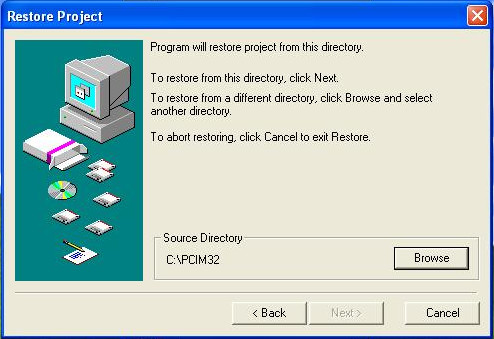 Restore Project
Program will restore project from this directory.
To restore from this directory, click Next.
To restore from a different directory, click Browse and select
another directory.
To abort restoring, click Cancel to exit Restore.
Source Directory
C:\PCIM32
Browse
< Back
Next >
Cancel